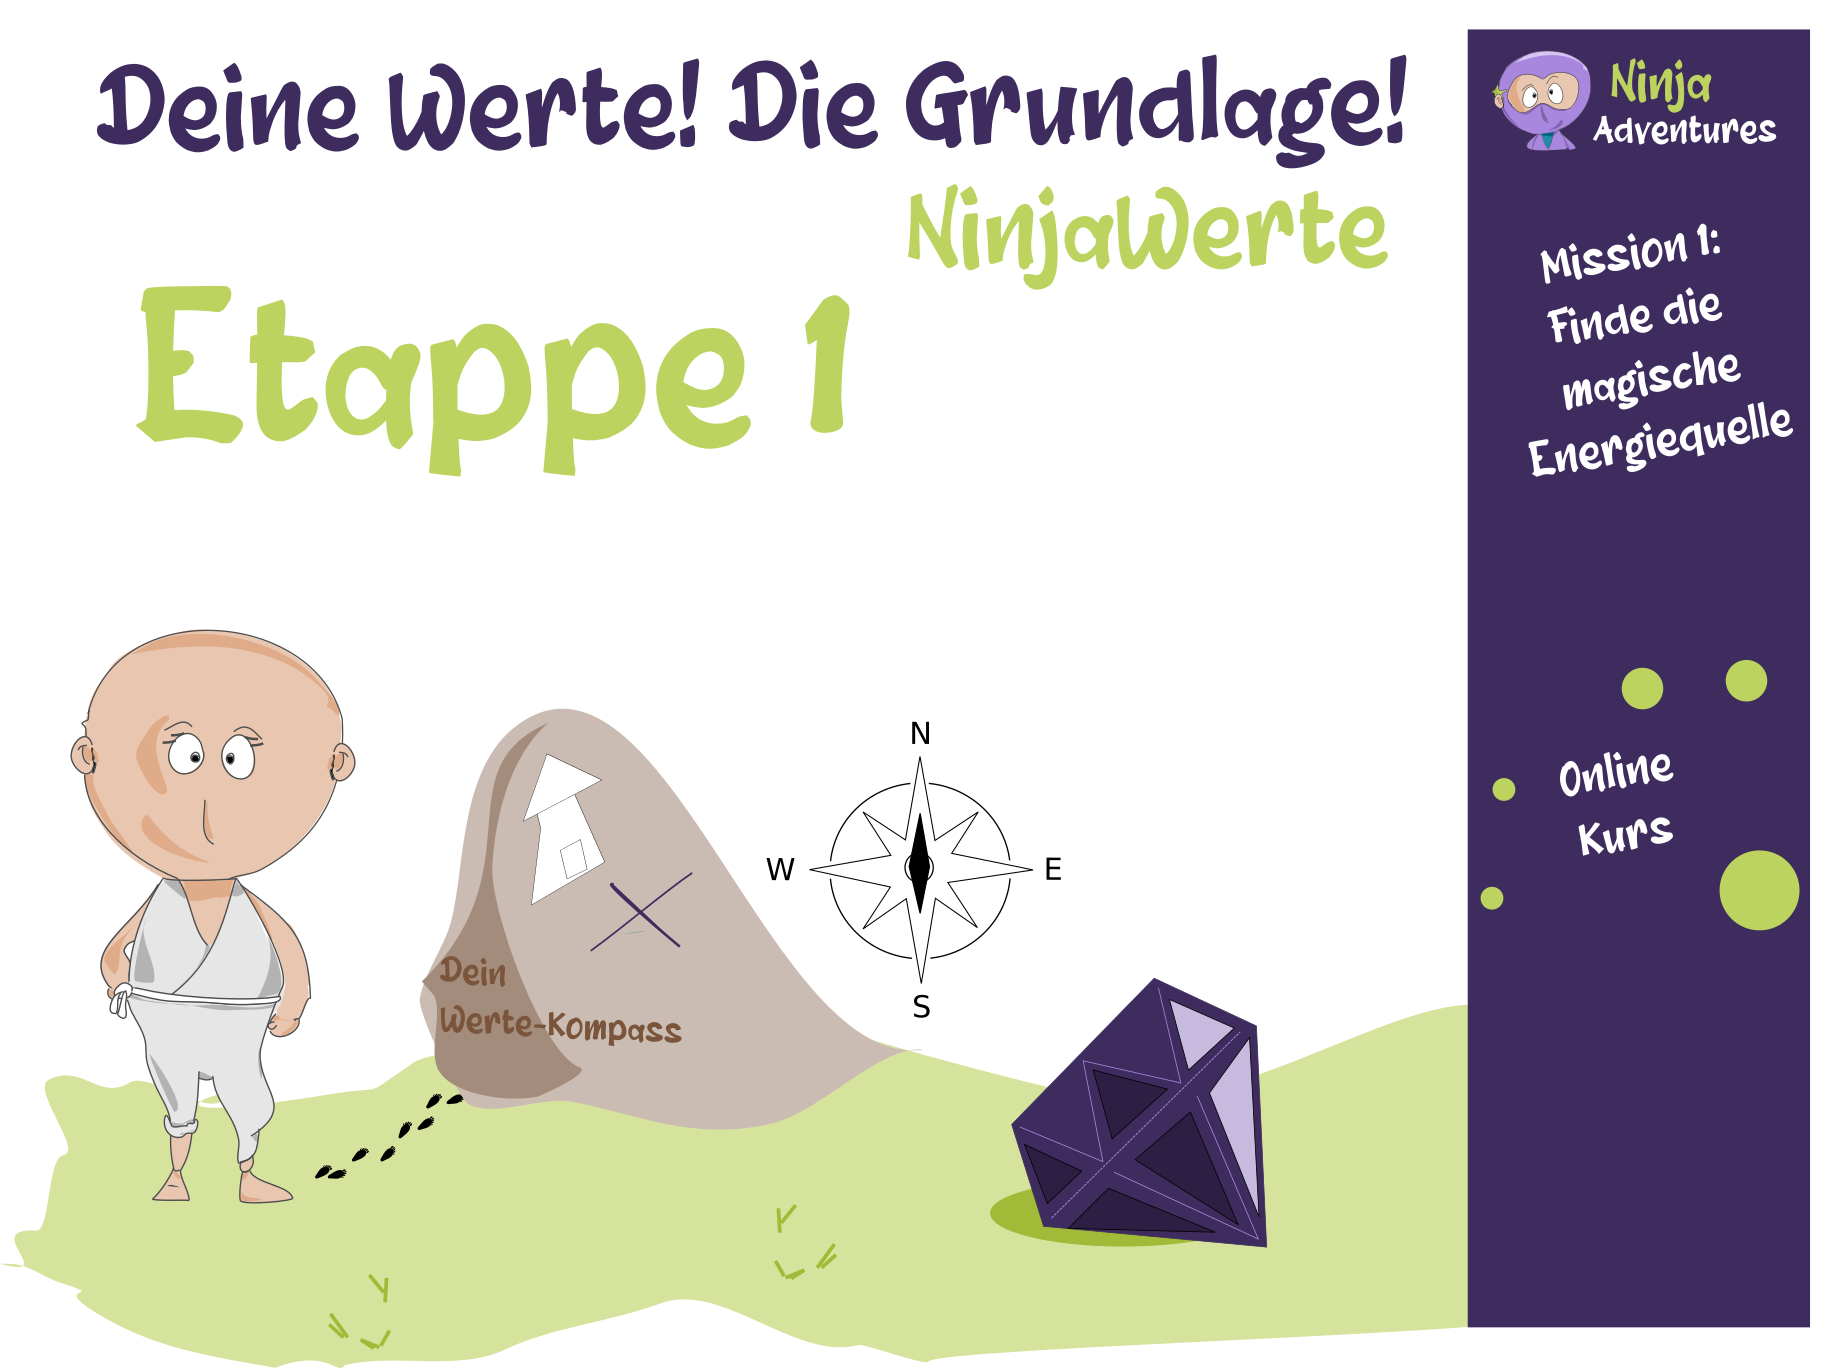 Deine Werte! Die Grundlage!
NinjaWerte
Etappe 1
N
W
E
S
Dein
Werte-Kompass
Ninja
Adventures
Mission 1:
Finde die
magische
Energiequelle
Online
Kurs